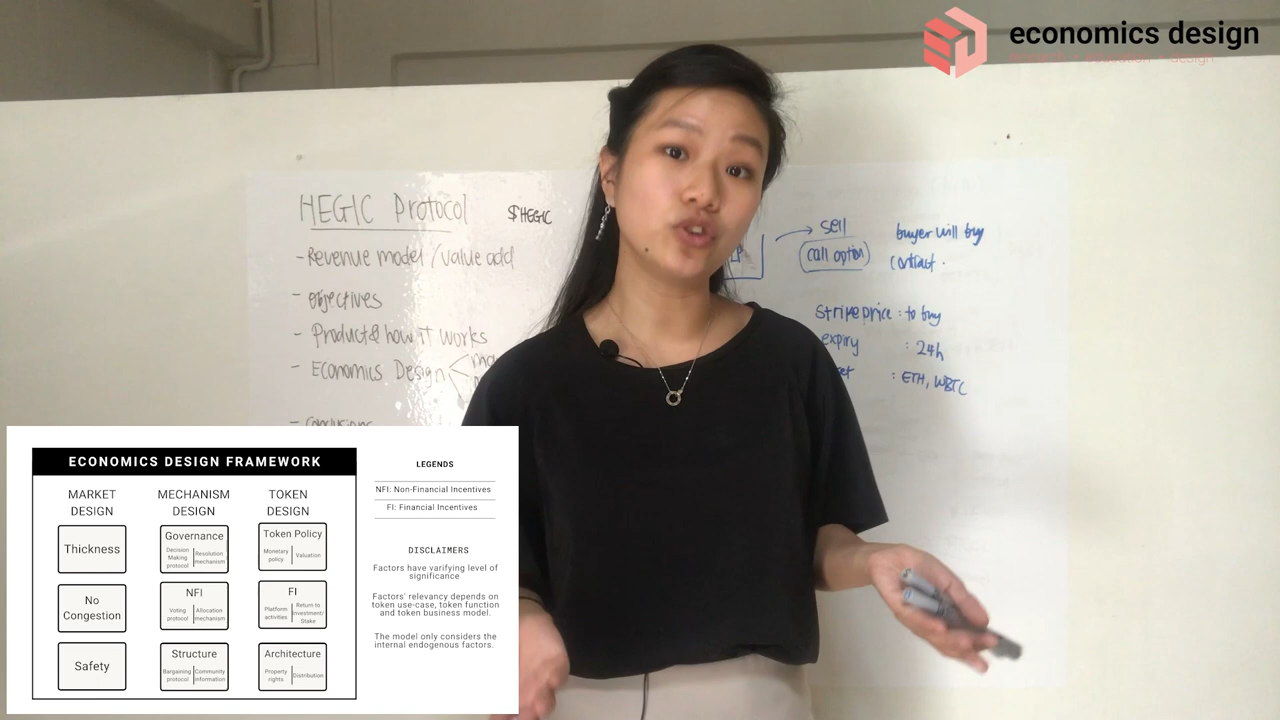 economics design
HEGIC Protocol
$HEGIC
- Revenue model / value add
- objectives
- Product & how it works
- Economics Design
- conclusions
sell
call option
buyer will buy
contract.
strike price : to buy
expiry : 24h
: ETH, WBTC
ECONOMICS DESIGN FRAMEWORK
MARKET
DESIGN
Thickness
No
Congestion
Safety
MECHANISM
DESIGN
Governance
Decision
Making
protocol
Resolution
mechanism
NFI
Voting
protocol
Allocation
mechanism
Structure
Bargaining
protocol
Community
information
TOKEN
DESIGN
Token Policy
Monetary
policy
Valuation
FI
Platform
activities
Return to
Investment/
Stake
Architecture
Property
rights
Distribution
LEGENDS
NFI: Non-Financial Incentives
FI: Financial Incentives
DISCLAIMERS
Factors have varifying level of
significance
Factors' relevancy depends on
token use-case, token function
and token business model.
The model only considers the
internal endogenous factors.